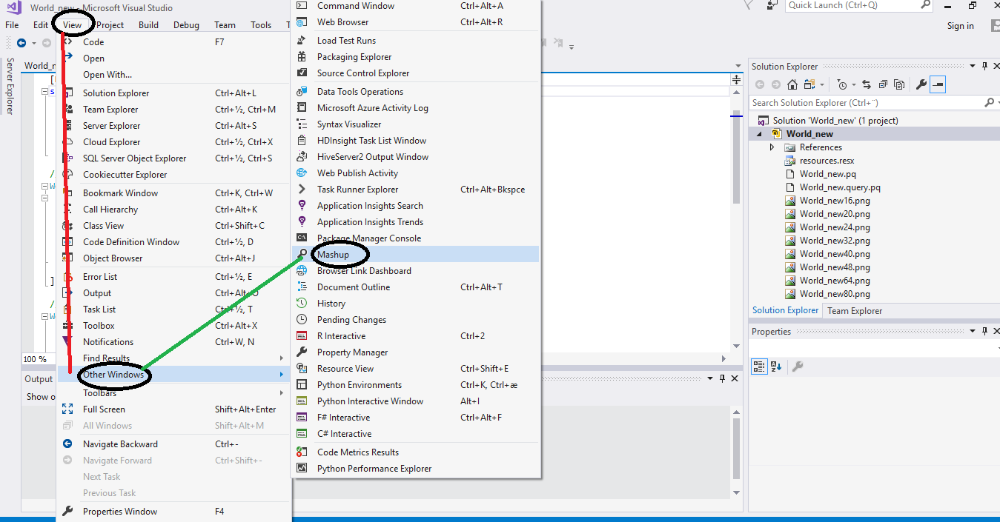 World_new - Microsoft Visual Studio
Quick Launch (Ctrl+Q)
File Edit View Project Build Debug Team Tools
Sign in
Server Explorer
Code F7
Open
Open With...
Solution Explorer Ctrl+Alt+L
Team Explorer Ctrl+½, Ctrl+M
Server Explorer Ctrl+Alt+S
Cloud Explorer Ctrl+½, Ctrl+X
SQL Server Object Explorer Ctrl+½, Ctrl+S
Cookiecutter Explorer
Bookmark Window Ctrl+K, Ctrl+W
Call Hierarchy Ctrl+Alt+K
Class View Ctrl+Shift+C
Code Definition Window Ctrl+½, D
Object Browser Ctrl+Alt+J
Error List Ctrl+½, E
Output Ctrl+Alt+O
Task List Ctrl+½, T
Toolbox Ctrl+Alt+X
Notifications Ctrl+W, N
Find Results
Other Windows
Toolbars
Full Screen Shift+Alt+Enter
All Windows Shift+Alt+M
Navigate Backward Ctrl+-
Navigate Forward Ctrl+Shift+-
Next Task
Previous Task
Properties Window F4
Command Window Ctrl+Alt+A
Web Browser Ctrl+Alt+R
Load Test Runs
Packaging Explorer
Source Control Explorer
Data Tools Operations
Microsoft Azure Activity Log
Syntax Visualizer
HDInsight Task List Window
HiveServer2 Output Window
Web Publish Activity
Task Runner Explorer Ctrl+Alt+Bkspce
Application Insights Search
Application Insights Trends
Package Manager Console
Mashup
Browser Link Dashboard
Document Outline Ctrl+Alt+T
History
Pending Changes
R Interactive Ctrl+2
Property Manager
Resource View Ctrl+Shift+E
Python Environments Ctrl+K, Ctrl+æ
Python Interactive Window Alt+I
F# Interactive Ctrl+Alt+F
C# Interactive
Code Metrics Results
Python Performance Explorer
100 %
Output
Solution Explorer
Search Solution Explorer (Ctrl+¨)
Solution 'World_new' (1 project)
World_new
References
resources.resx
World_new.pq
World_new.query.pq
World_new16.png
World_new20.png
World_new24.png
World_new32.png
World_new40.png
World_new48.png
World_new64.png
World_new80.png
Solution Explorer Team Explorer
Properties